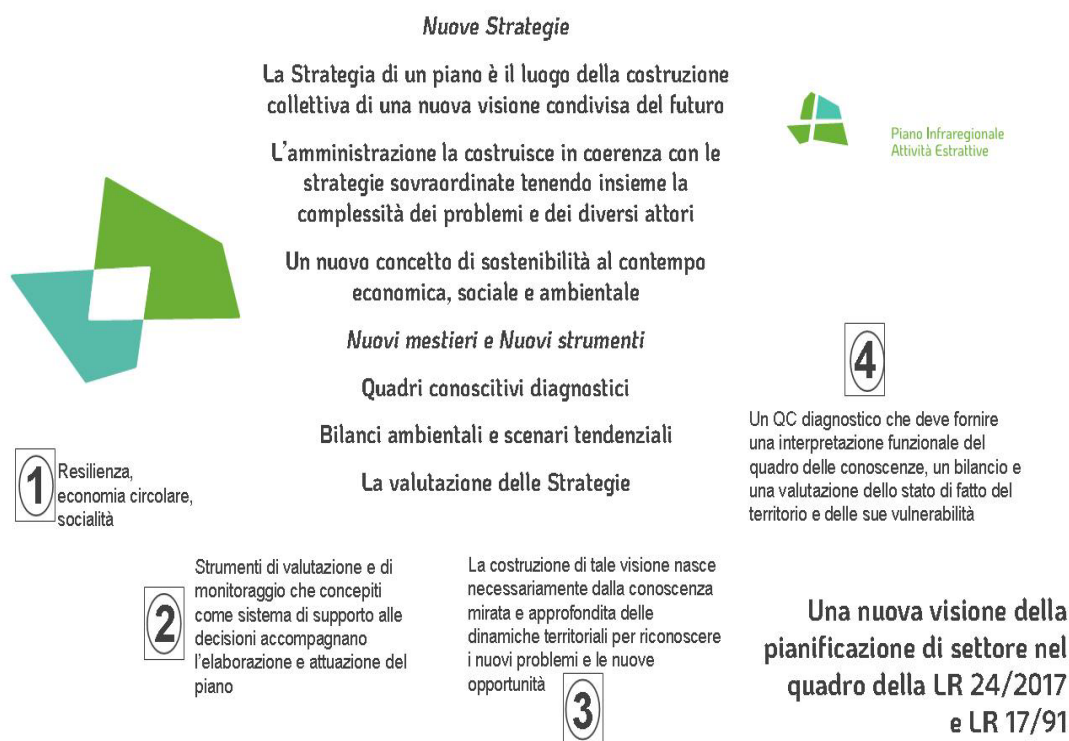 Nuove Strategie
La Strategia di un piano è il luogo della costruzione
collettiva di una nuova visione condivisa del futuro
L'amministrazione la costruisce in coerenza con le
strategie sovraordinate tenendo insieme la
complessità dei problemi e dei diversi attori
Un nuovo concetto di sostenibilità al contempo
economica, sociale e ambientale
Nuovi mestieri e Nuovi strumenti
Quadri conoscitivi diagnostici
Bilanci ambientali e scenari tendenziali
La valutazione delle Strategie
Piano Infraregionale
Attività Estrattive
1
Resilienza,
economia circolare,
socialità
2
Strumenti di valutazione e di
monitoraggio che concepiti
come sistema di supporto alle
decisioni accompagnano
l'elaborazione e attuazione del
piano
La costruzione di tale visione nasce
necessariamente dalla conoscenza
mirata e approfondita delle
dinamiche territoriali per riconoscere
i nuovi problemi e le nuove
opportunità
3
4
Un QC diagnostico che deve fornire
una interpretazione funzionale del
quadro delle conoscenze, un bilancio e
una valutazione dello stato di fatto del
territorio e delle sue vulnerabilità
Una nuova visione della
pianificazione di settore nel
quadro della LR 24/2017
e LR 17/91